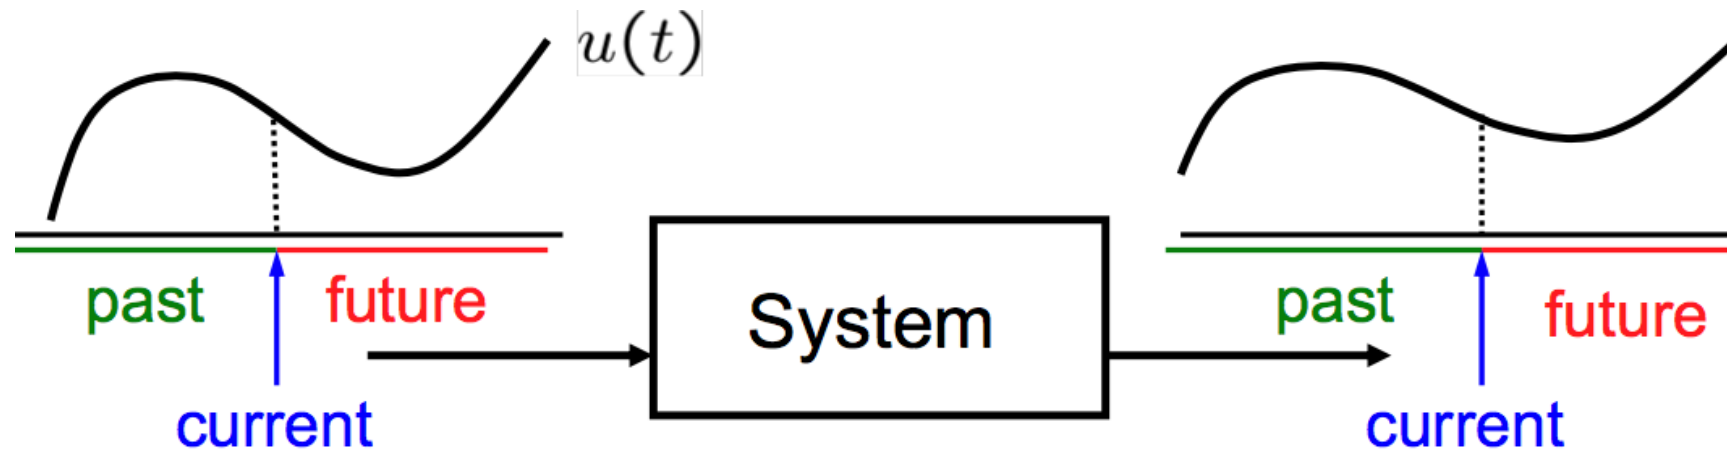 u(t)
past
future
current
System
past
future
current